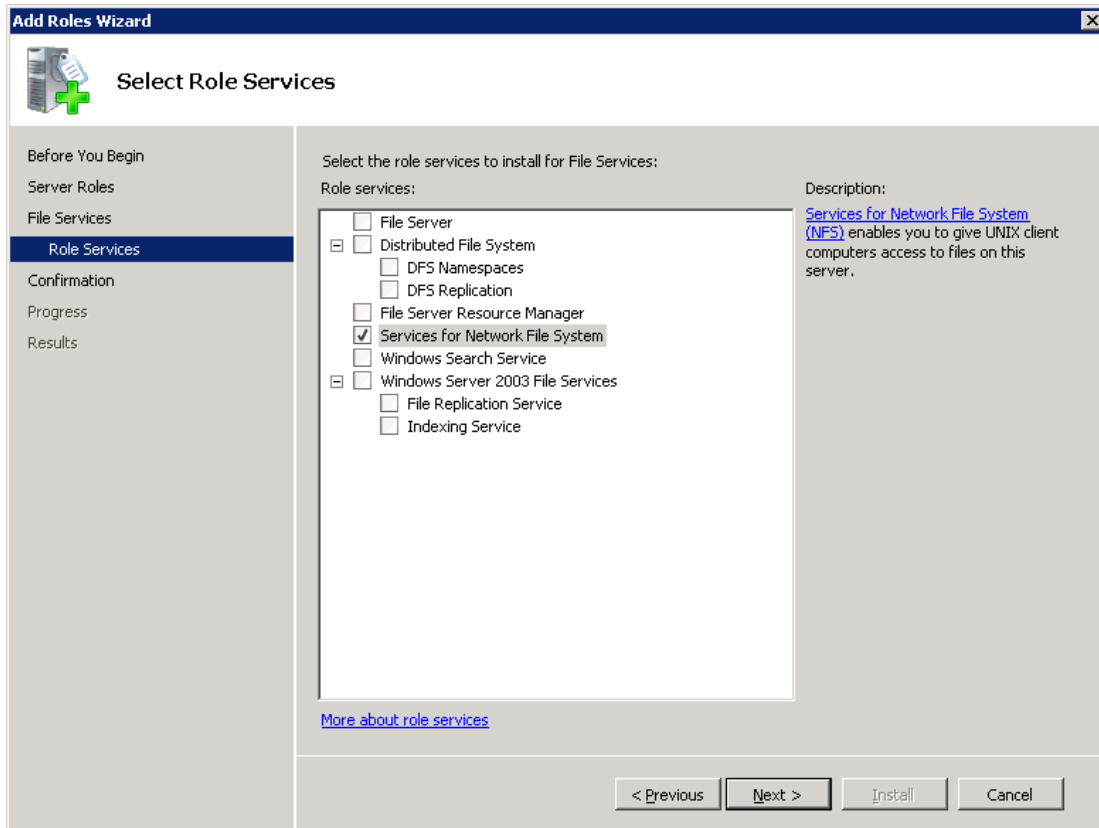 Add Roles Wizard
Select Role Services
Before You Begin
Server Roles
File Services
Role Services
Confirmation
Progress
Results
Select the role services to install for File Services:
Role services:
File Server
Distributed File System
DFS Namespaces
DFS Replication
File Server Resource Manager
Services for Network File System
Windows Search Service
Windows Server 2003 File Services
File Replication Service
Indexing Service
More about role services
Description:
Services for Network File System
(NFS) enables you to give UNIX client
computers access to files on this
server.
< Previous
Next >
Install
Cancel